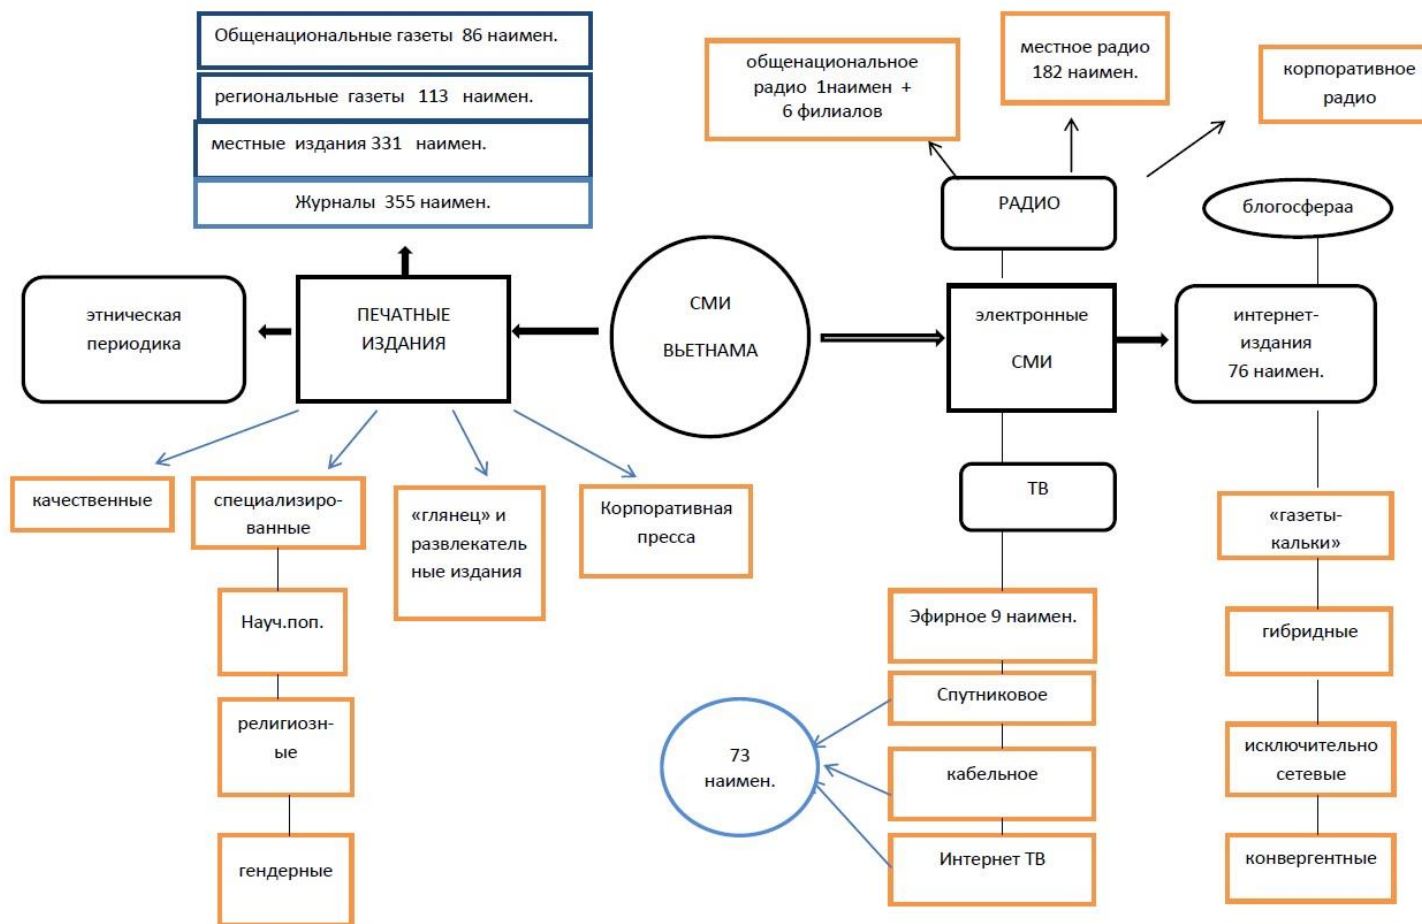 Общенациональные газеты 86 наимен.
региональные газеты 113 наимен.
местные издания 331 наимен.
Журналы 355 наимен.
общенациональное
радио 1наимен +
6 филиалов
местное радио
182 наимен.
корпоративное
радио
РАДИО
блогосфераа
этническая
периодика
ПЕЧАТНЫЕ
ИЗДАНИЯ
СМИ
ВЬЕТНАМА
электронные
СМИ
интернет-
издания
76 наимен.
качественные
специализиро-
ванные
«глянец» и
развлекатель
ные издания
Корпоративная
пресса
ТВ
«газеты-
кальки»
Науч.поп.
Эфирное 9 наимен.
гибридные
религиозн-
ые
Спутниковое
73
наимен.
кабельное
исключительно
сетевые
гендерные
Интернет ТВ
конвергентные